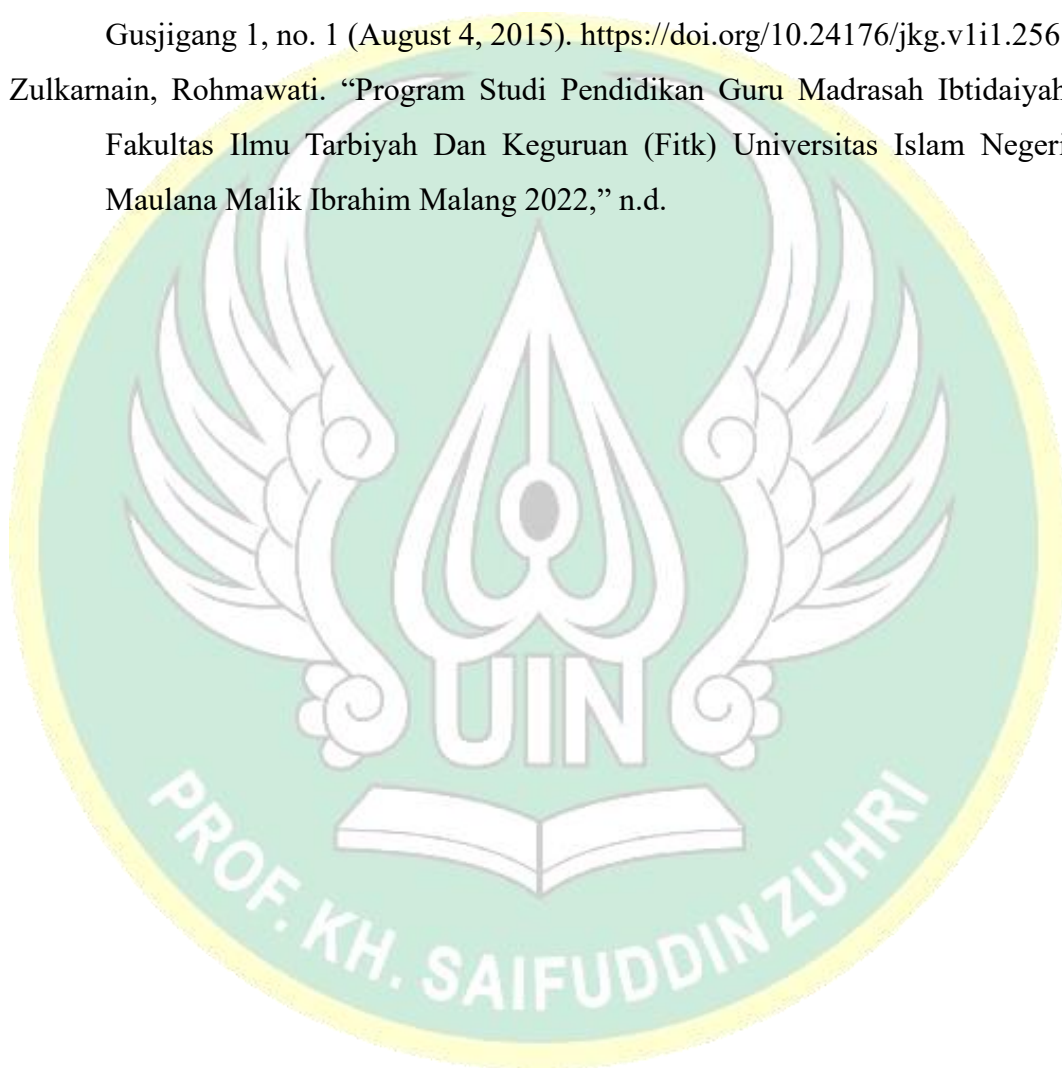 Gusjigang 1, no. 1 (August 4, 2015). https://doi.org/10.24176/jkg.v1i1.256
Zulkarnain, Rohmawati. “Program Studi Pendidikan Guru Madrasah Ibtidaiyah
Fakultas Ilmu Tarbiyah Dan Keguruan (Fitk) Universitas Islam Negeri
Maulana Malik Ibrahim Malang 2022,” n.d.
UIN
PROF. KH. SAIFUDDIN ZUHRI